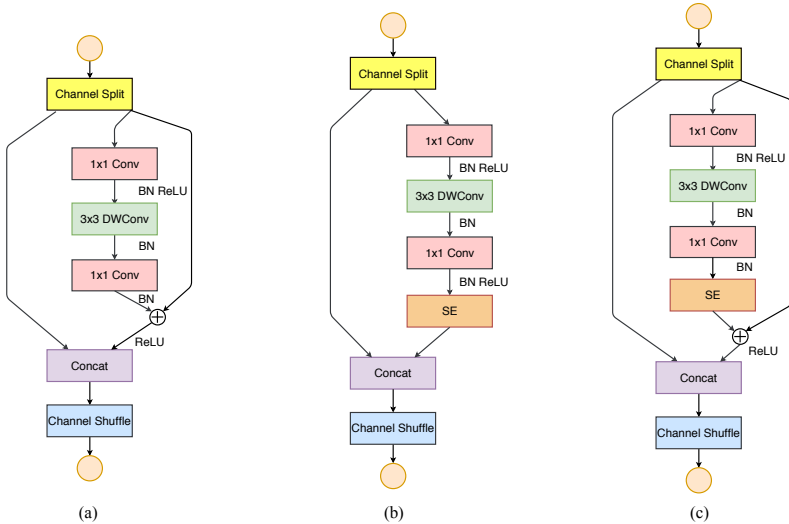 Channel Split
1x1 Conv
BN ReLU
3x3 DWConv
BN
1x1 Conv
BN
ReLU
Concat
Channel Shuffle
(a)
Channel Split
1x1 Conv
BN ReLU
3x3 DWConv
BN
1x1 Conv
BN ReLU
SE
Concat
Channel Shuffle
(b)
Channel Split
1x1 Conv
BN ReLU
3x3 DWConv
BN
1x1 Conv
BN
SE
ReLU
Concat
Channel Shuffle
(c)